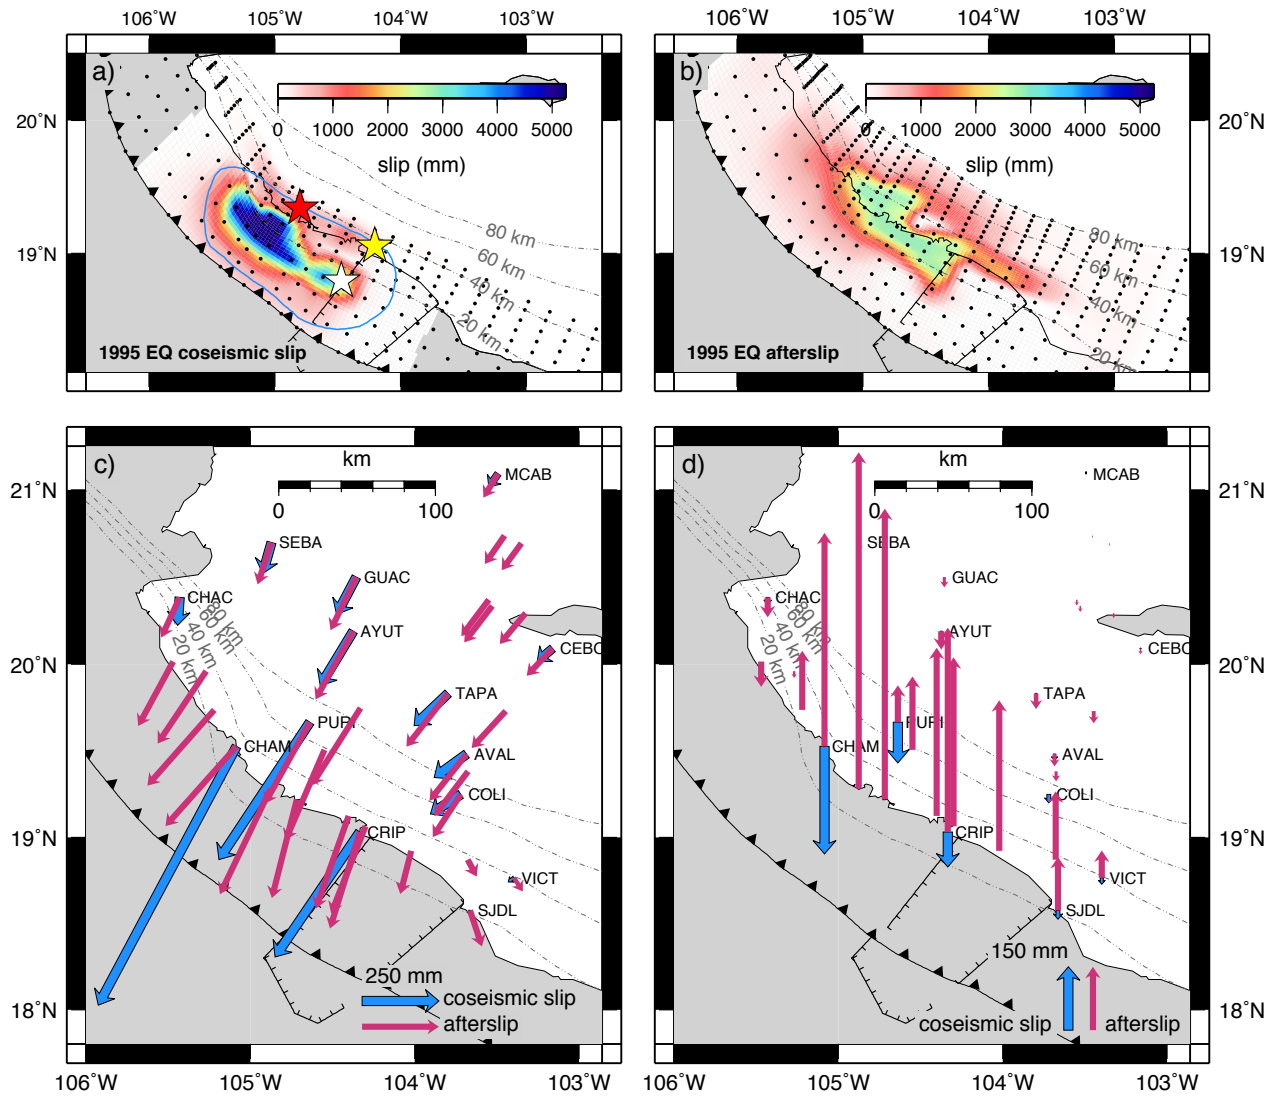 106˚W 105˚W 104˚W 103˚W 106˚W 105˚W 104˚W 103˚W
a)
0 1000 2000 3000 4000 5000
slip (mm)
20˚N
19˚N
80 km
60 km
40 km
20 km
1995 EQ coseismic slip
b)
0 1000 2000 3000 4000 5000
slip (mm)
20˚N
19˚N
80 km
60 km
40 km
20 km
1995 EQ afterslip
c)
km
0 100
MCAB
SEBA
GUAC
CHAC
AYUT
CEBO
TAPA
PURI
CHAM
AVAL
COLI
CRIP
VICT
SJDL
80 km
60 km
40 km
20 km
250 mm
coseismic slip
afterslip
21˚N
20˚N
19˚N
18˚N
d)
km
0 100
MCAB
SEBA
GUAC
CHAC
AYUT
CEBO
TAPA
PURI
CHAM
AVAL
COLI
CRIP
VICT
SJDL
80 km
60 km
40 km
20 km
150 mm
coseismic slip afterslip
21˚N
20˚N
19˚N
18˚N
106˚W 105˚W 104˚W 103˚W 106˚W 105˚W 104˚W 103˚W